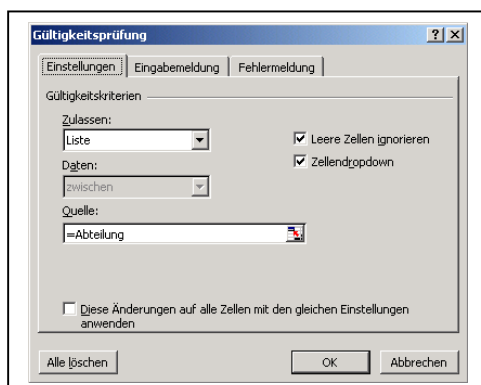 Gültigkeitsprüfung
Einstellungen Eingabemeldung Fehlermeldung
Gültigkeitskriterien
Zulassen:
Liste
Leere Zellen ignorieren
Daten:
Zellendropdown
zwischen
Quelle:
=Abteilung
Diese Änderungen auf alle Zellen mit den gleichen Einstellungen
anwenden
Alle löschen OK Abbrechen